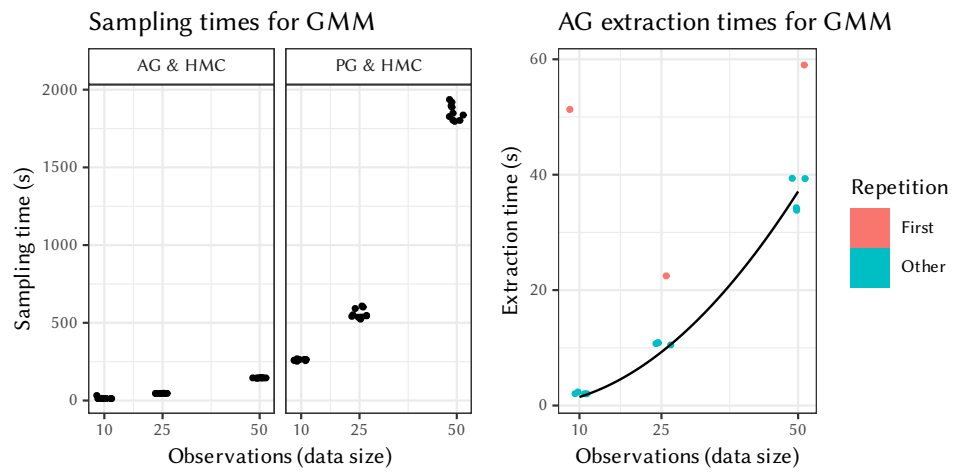 Sampling times for GMM
AG & HMC
PG & HMC
2000
1500
1000
500
0
Sampling time (s)
10
25
50
10
25
50
Observations (data size)
AG extraction times for GMM
60
40
20
0
Extraction time (s)
10
25
50
Observations (data size)
Repetition
First
Other